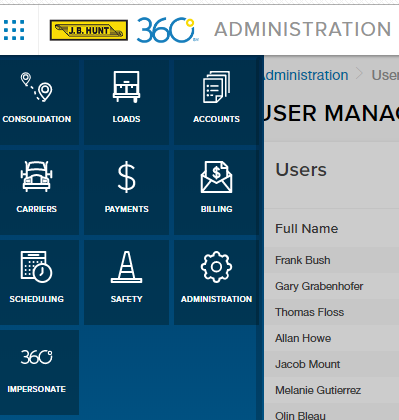 J.B. HUNT 360° ADMINISTRATION
CONSOLIDATION LOADS ACCOUNTS
CARRIERS PAYMENTS BILLING
SCHEDULING SAFETY ADMINISTRATION
360°
IMPERSONATE
dministration > User
USER MANAG
Users
Full Name
Frank Bush
Gary Grabenhofer
Thomas Floss
Allan Howe
Jacob Mount
Melanie Gutierrez
Olin Bleau